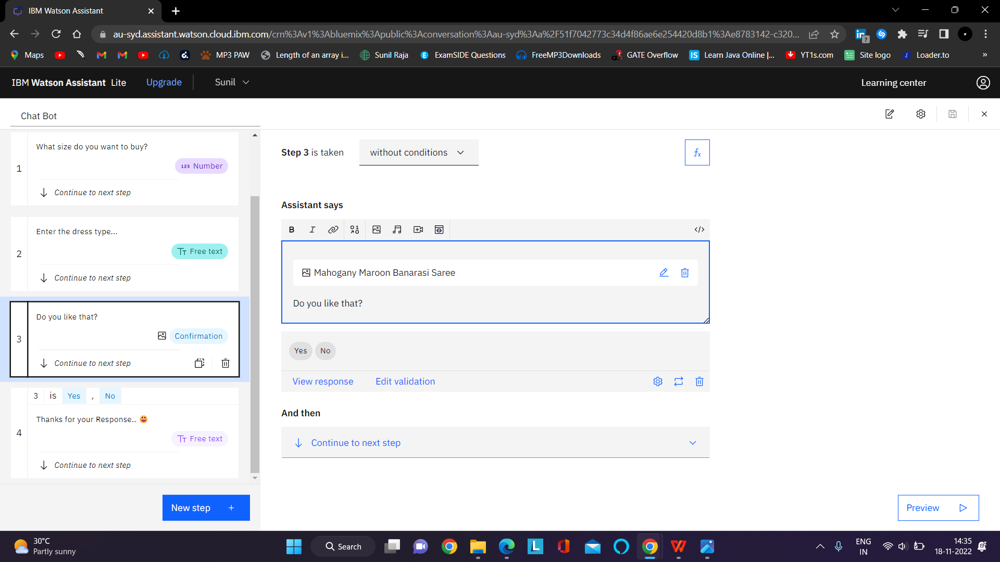 IBM Watson Assistant
au-syd.assistant.watson.cloud.ibm.com/crn%3Av1%3Abluemix%3Apublic%3Aconversation%3Aau-syd%3Aa%2F51f7042773c34d4f86ae6e254420d8b1%3Ae8783142-c320...
Maps
MP3 PAW
Length of an array i...
Sunil Raja
ExamSIDE Questions
FreeMP3Downloads
GATE Overflow
Learn Java Online |...
YT1s.com
Site logo
Loader.to
»
IBM Watson Assistant Lite
Upgrade
Sunil
Learning center
Chat Bot
1
What size do you want to buy?
123 Number
Continue to next step
2
Enter the dress type...
Free text
Continue to next step
3
Do you like that?
Confirmation
Continue to next step
3 is Yes , No
4
Thanks for your Response.. 😀
Free text
Continue to next step
New step +
Step 3 is taken
without conditions
fx
Assistant says
B I
</>
Mahogany Maroon Banarasi Saree
Do you like that?
Yes No
View response
Edit validation
And then
Continue to next step
Preview
30°C
Partly sunny
Search
ENG
IN
14:35
18-11-2022